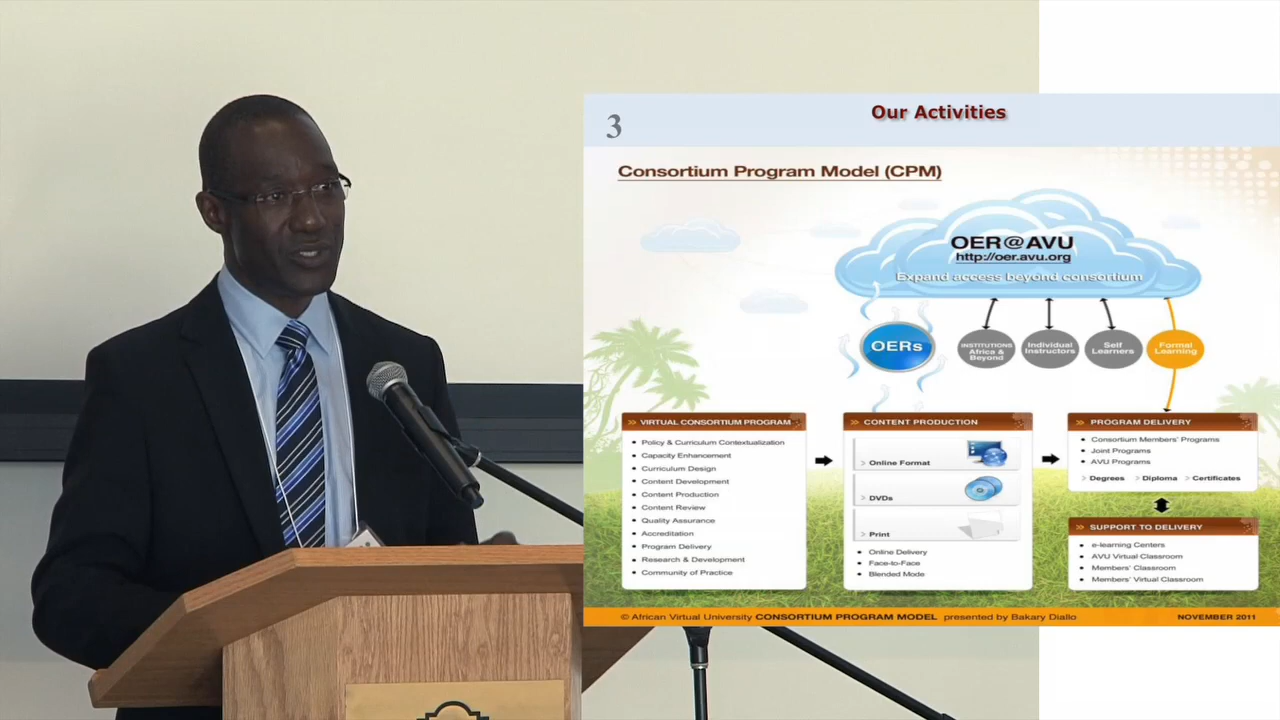 3
Our Activities
Consortium Program Model (CPM)
OER@AVU
http://oer.avu.org
Expand access beyond consortium
OERs
INSTITUTIONS
Africa &
Beyond
Individual
Instructors
Self
Learners
Formal
Learning
>> VIRTUAL CONSORTIUM PROGRAM
• Policy & Curriculum Contextualization
• Capacity Enhancement
• Curriculum Design
• Content Development
• Content Production
• Content Review
• Quality Assurance
• Accreditation
• Program Delivery
• Research & Development
• Community of Practice
>> CONTENT PRODUCTION
> Online Format
> DVDs
> Print
• Online Delivery
• Face-to-Face
• Blended Mode
>> PROGRAM DELIVERY
• Consortium Members' Programs
• Joint Programs
• AVU Programs
> Degrees > Diploma > Certificates
>> SUPPORT TO DELIVERY
• e-learning Centers
• AVU Virtual Classroom
• Members' Classroom
• Members' Virtual Classroom
© African Virtual University CONSORTIUM PROGRAM MODEL presented by Bakary Diallo
NOVEMBER 2011